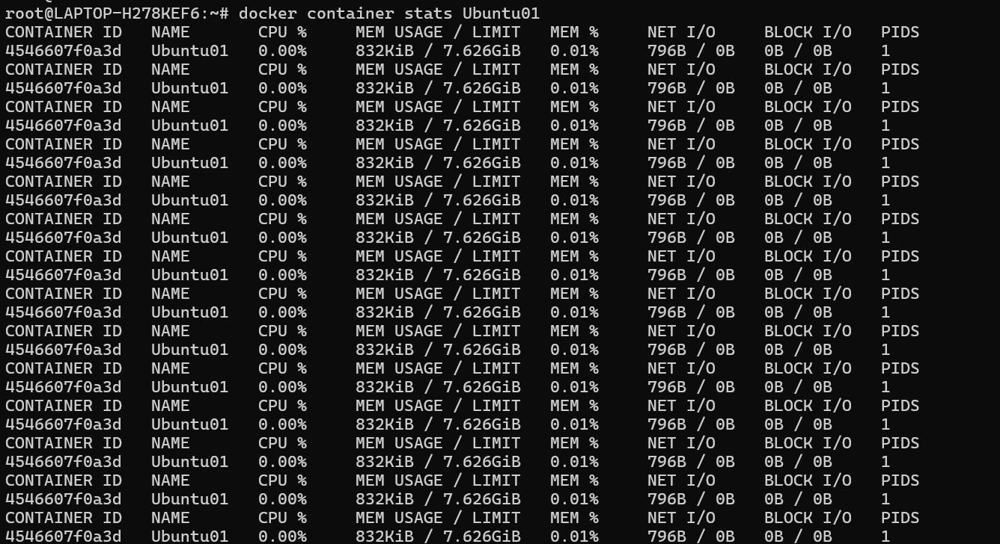 root@LAPTOP-H278KEF6:~# docker container stats Ubuntu01
CONTAINER ID   NAME       CPU %     MEM USAGE / LIMIT   MEM %     NET I/O     BLOCK I/O   PIDS
4546607f0a3d   Ubuntu01   0.00%     832KiB / 7.626GiB   0.01%     796B / 0B   0B / 0B     1
CONTAINER ID   NAME       CPU %     MEM USAGE / LIMIT   MEM %     NET I/O     BLOCK I/O   PIDS
4546607f0a3d   Ubuntu01   0.00%     832KiB / 7.626GiB   0.01%     796B / 0B   0B / 0B     1
CONTAINER ID   NAME       CPU %     MEM USAGE / LIMIT   MEM %     NET I/O     BLOCK I/O   PIDS
4546607f0a3d   Ubuntu01   0.00%     832KiB / 7.626GiB   0.01%     796B / 0B   0B / 0B     1
CONTAINER ID   NAME       CPU %     MEM USAGE / LIMIT   MEM %     NET I/O     BLOCK I/O   PIDS
4546607f0a3d   Ubuntu01   0.00%     832KiB / 7.626GiB   0.01%     796B / 0B   0B / 0B     1
CONTAINER ID   NAME       CPU %     MEM USAGE / LIMIT   MEM %     NET I/O     BLOCK I/O   PIDS
4546607f0a3d   Ubuntu01   0.00%     832KiB / 7.626GiB   0.01%     796B / 0B   0B / 0B     1
CONTAINER ID   NAME       CPU %     MEM USAGE / LIMIT   MEM %     NET I/O     BLOCK I/O   PIDS
4546607f0a3d   Ubuntu01   0.00%     832KiB / 7.626GiB   0.01%     796B / 0B   0B / 0B     1
CONTAINER ID   NAME       CPU %     MEM USAGE / LIMIT   MEM %     NET I/O     BLOCK I/O   PIDS
4546607f0a3d   Ubuntu01   0.00%     832KiB / 7.626GiB   0.01%     796B / 0B   0B / 0B     1
CONTAINER ID   NAME       CPU %     MEM USAGE / LIMIT   MEM %     NET I/O     BLOCK I/O   PIDS
4546607f0a3d   Ubuntu01   0.00%     832KiB / 7.626GiB   0.01%     796B / 0B   0B / 0B     1
CONTAINER ID   NAME       CPU %     MEM USAGE / LIMIT   MEM %     NET I/O     BLOCK I/O   PIDS
4546607f0a3d   Ubuntu01   0.00%     832KiB / 7.626GiB   0.01%     796B / 0B   0B / 0B     1
CONTAINER ID   NAME       CPU %     MEM USAGE / LIMIT   MEM %     NET I/O     BLOCK I/O   PIDS
4546607f0a3d   Ubuntu01   0.00%     832KiB / 7.626GiB   0.01%     796B / 0B   0B / 0B     1
CONTAINER ID   NAME       CPU %     MEM USAGE / LIMIT   MEM %     NET I/O     BLOCK I/O   PIDS
4546607f0a3d   Ubuntu01   0.00%     832KiB / 7.626GiB   0.01%     796B / 0B   0B / 0B     1
CONTAINER ID   NAME       CPU %     MEM USAGE / LIMIT   MEM %     NET I/O     BLOCK I/O   PIDS
4546607f0a3d   Ubuntu01   0.00%     832KiB / 7.626GiB   0.01%     796B / 0B   0B / 0B     1
CONTAINER ID   NAME       CPU %     MEM USAGE / LIMIT   MEM %     NET I/O     BLOCK I/O   PIDS
4546607f0a3d   Ubuntu01   0.00%     832KiB / 7.626GiB   0.01%     796B / 0B   0B / 0B     1
CONTAINER ID   NAME       CPU %     MEM USAGE / LIMIT   MEM %     NET I/O     BLOCK I/O   PIDS
4546607f0a3d   Ubuntu01   0.00%     832KiB / 7.626GiB   0.01%     796B / 0B   0B / 0B     1